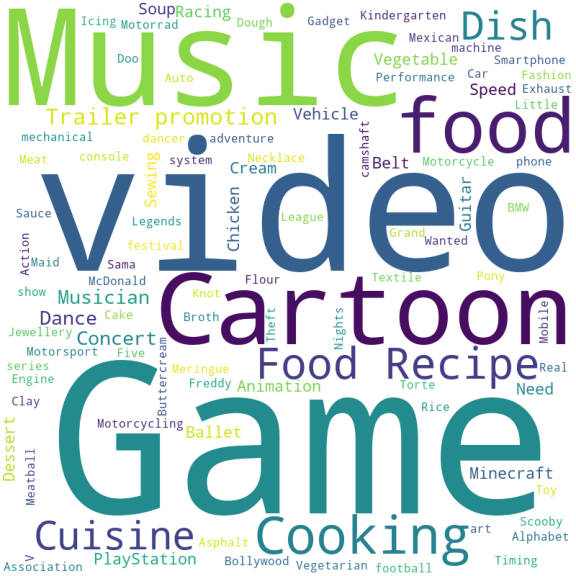 Music
Soup
Racing
Icing
Motorrad
Dough
Gadget
Kindergarten
Dish
Doo
Mexican
machine
Vegetable
Smartphone
Auto
Performance
Car
Fashion
Speed
Exhaust
Little
food
Trailer promotion
Vehicle
mechanical
dancer
adventure
camshaft
Meat
console
Sewing
system
Necklace
Belt
Motorcycle
phone
video
Cream
Guitar
Sauce
Legends
Chicken
League
Grand
BMW
Action
Maid
festival
Wanted
Sama
McDonald
Flour
Textile
Pony
show
Musician
Knot
Cartoon
Jewellery
Cake
Dance
Broth
Theft
Nights
Mobile
Motorsport
Five
Concert
Buttercream
Meringue
Food Recipe
Real
series
Engine
Freddy
Animation
Torte
Need
Clay
Rice
Game
Dessert
Motorcycling
Ballet
Meatball
Minecraft
Toy
Cuisine
Cooking
art
Scooby
Asphalt
Alphabet
V
PlayStation
Bollywood
Timing
Association
Vegetarian
football